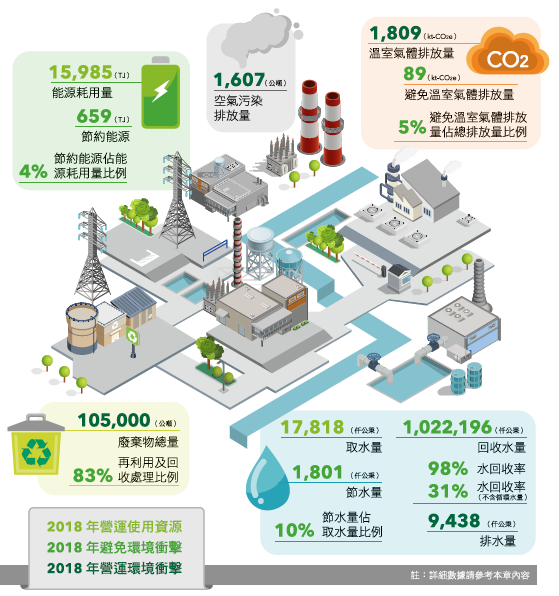 15,985 (TJ)
能源耗用量
659 (TJ)
節約能源
4% 節約能源佔能
源耗用量比例
1,607 (公噸)
空氣污染
排放量
1,809 (kt-CO₂e)
溫室氣體排放量
89 (kt-CO₂e)
避免溫室氣體排放量
5% 避免溫室氣體排放
量佔總排放量比例
CO2
105,000 (公噸)
廢棄物總量
83% 再利用及回
收處理比例
17,818 (仟公秉)
取水量
1,801 (仟公秉)
節水量
10% 節水量佔
取水量比例
1,022,196 (仟公秉)
回收水量
98% 水回收率
31% 水回收率
(不含循環水量)
9,438 (仟公秉)
排水量
2018 年營運使用資源
2018 年避免環境衝擊
2018 年營運環境衝擊
註：詳細數據請參考本章內容